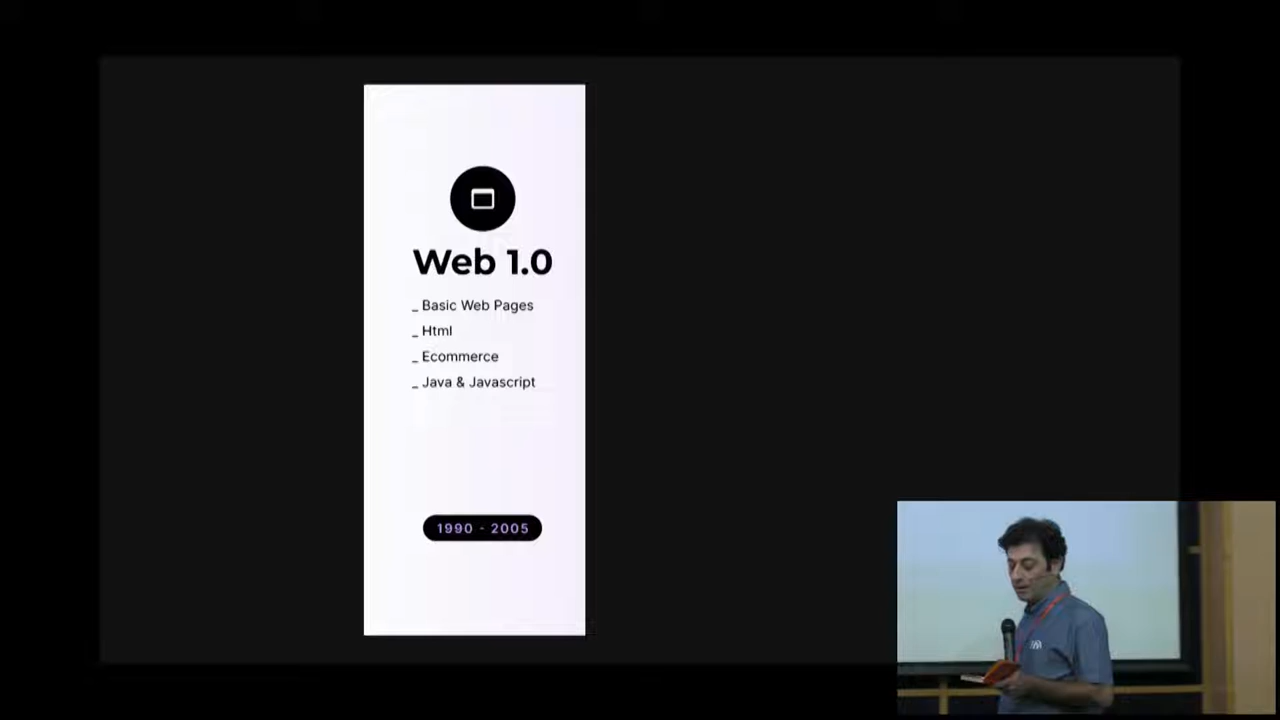 Web 1.0
_ Basic Web Pages
_ Html
_ Ecommerce
_ Java & Javascript
1990 - 2005